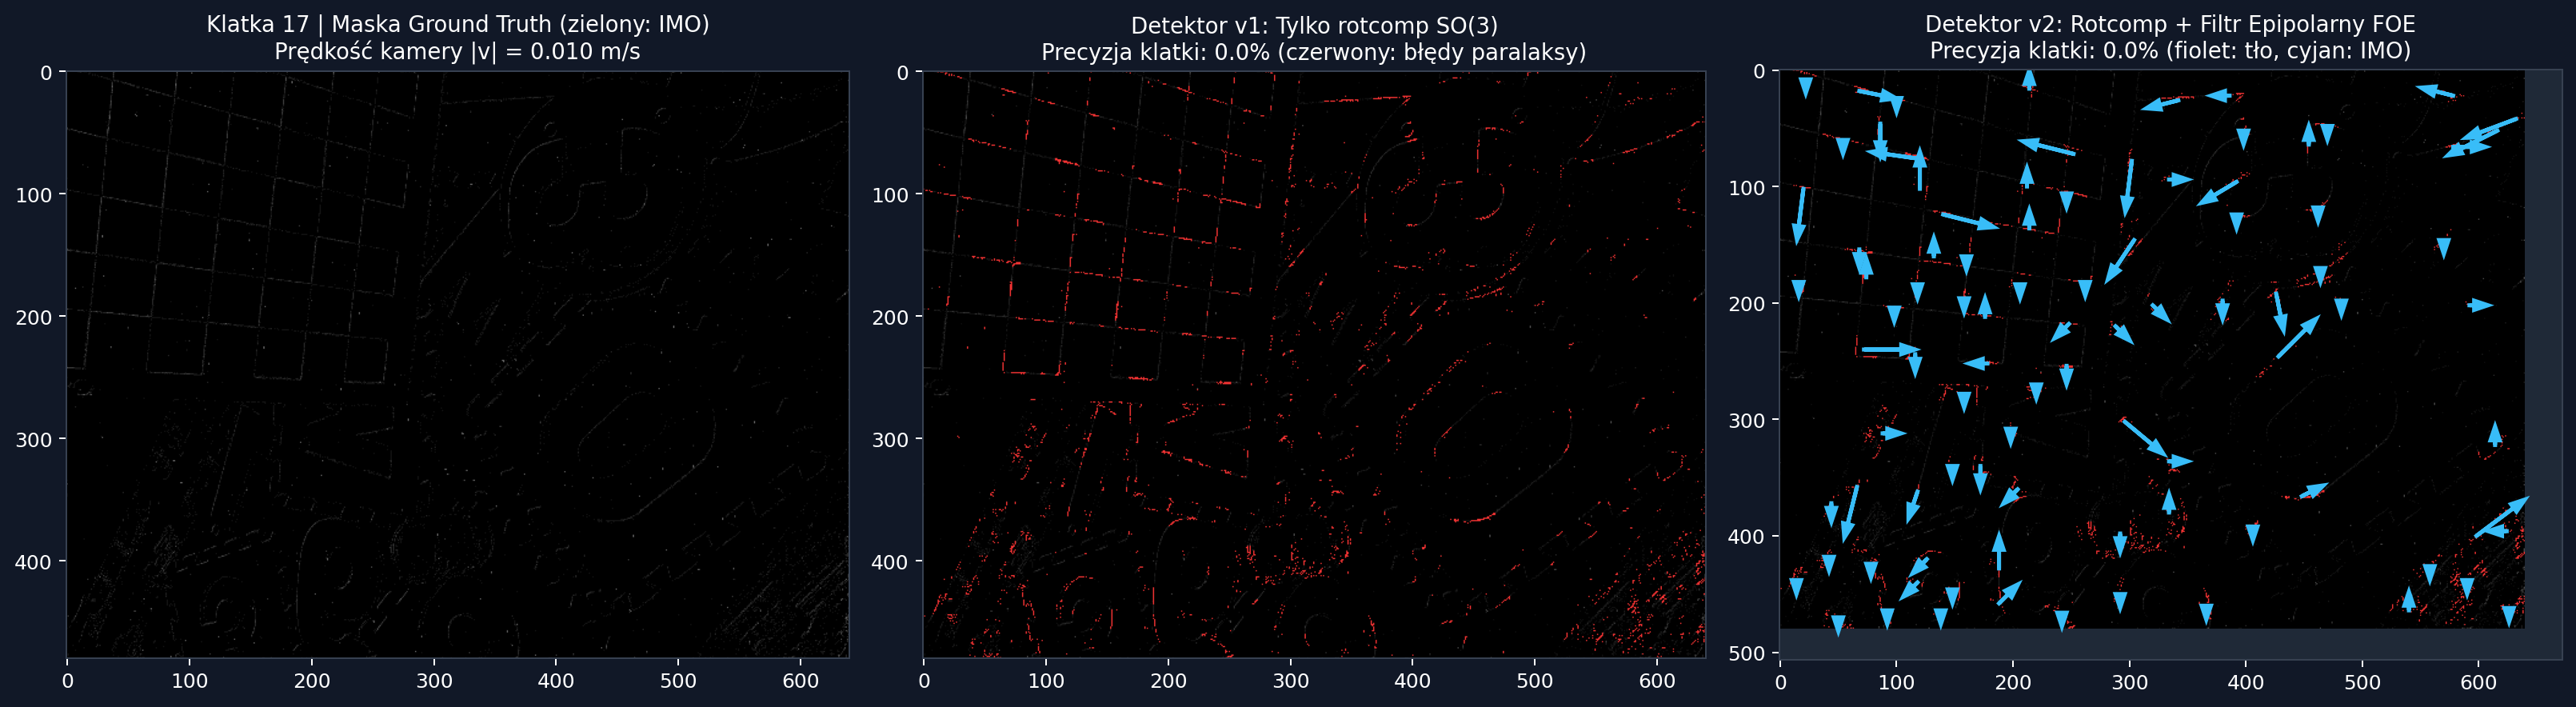 Klatka 17 | Maska Ground Truth (zielony: IMO)
Prędkość kamery |v| = 0.010 m/s
0
100
200
300
400
0 100 200 300 400 500 600
Detektor v1: Tylko rotcomp SO(3)
Precyzja klatki: 0.0% (czerwony: błędy paralaksy)
0
100
200
300
400
0 100 200 300 400 500 600
Detektor v2: Rotcomp + Filtr Epipolarny FOE
Precyzja klatki: 0.0% (fiolet: tło, cyjan: IMO)
0
100
200
300
400
500
0 100 200 300 400 500 600